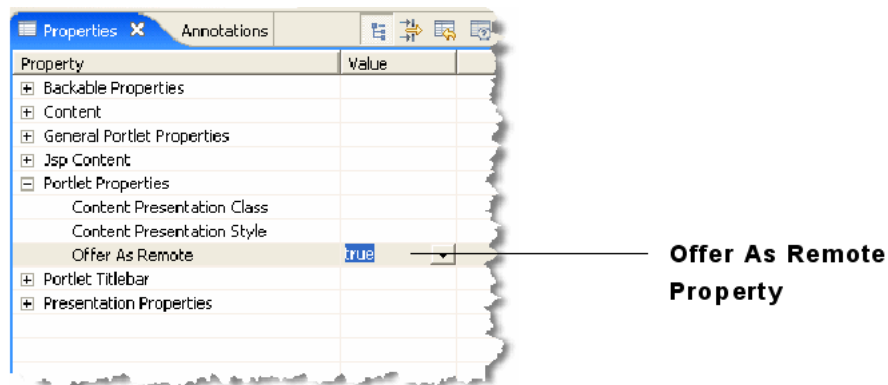 Properties Annotations
Property Value
Backable Properties
Content
General Portlet Properties
Jsp Content
Portlet Properties
Content Presentation Class
Content Presentation Style
Offer As Remote true
Portlet Titlebar
Presentation Properties
Offer As Remote
Property